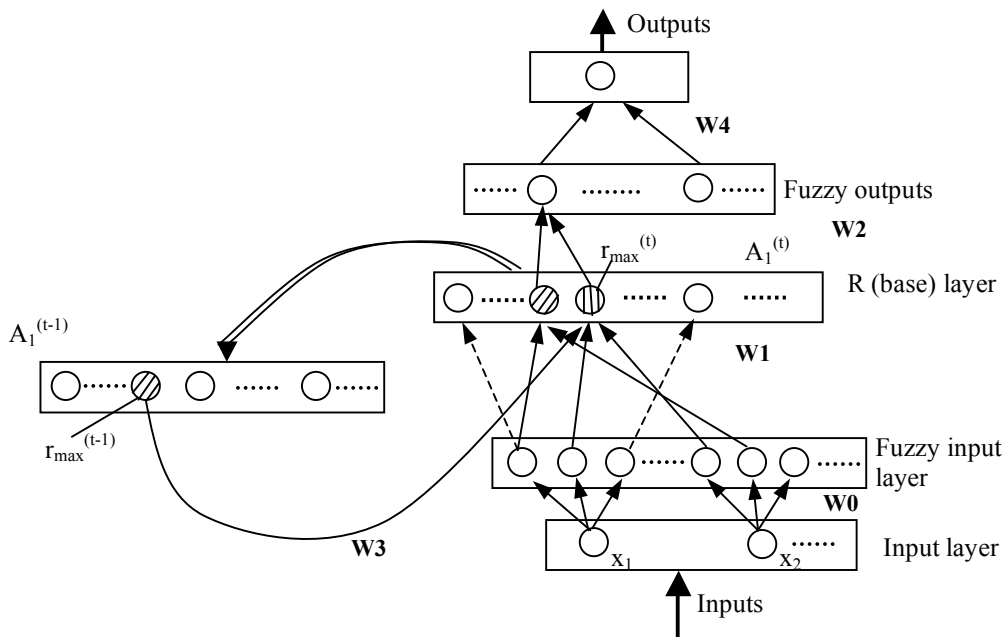 Outputs
W4
Fuzzy outputs
W2
r_max^(t)
A_1^(t)
R (base) layer
A_1^(t-1)
W1
r_max^(t-1)
Fuzzy input
layer
W0
W3
x_1
x_2
Input layer
Inputs